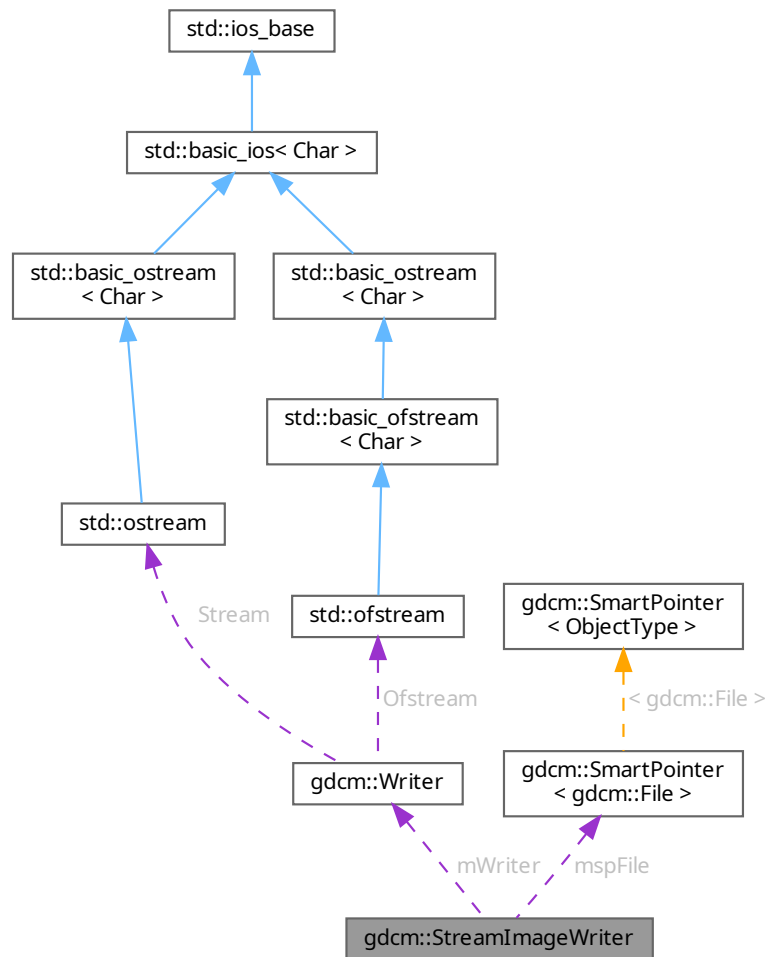 std::ios_base
std::basic_ios< Char >
std::basic_ostream
< Char >
std::basic_ostream
< Char >
std::basic_ofstream
< Char >
std::ostream
Stream
std::ofstream
gdcm::SmartPointer
< ObjectType >
Ofstream
< gdcm::File >
gdcm::Writer
gdcm::SmartPointer
< gdcm::File >
mWriter
mspFile
gdcm::StreamImageWriter